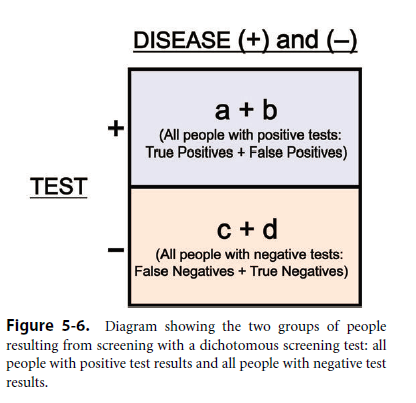 DISEASE (+) and (–)
+
a + b
(All people with positive tests:
True Positives + False Positives)
TEST
c + d
–
(All people with negative tests:
False Negatives + True Negatives)
Figure 5-6. Diagram showing the two groups of people
resulting from screening with a dichotomous screening test: all
people with positive test results and all people with negative test
results.